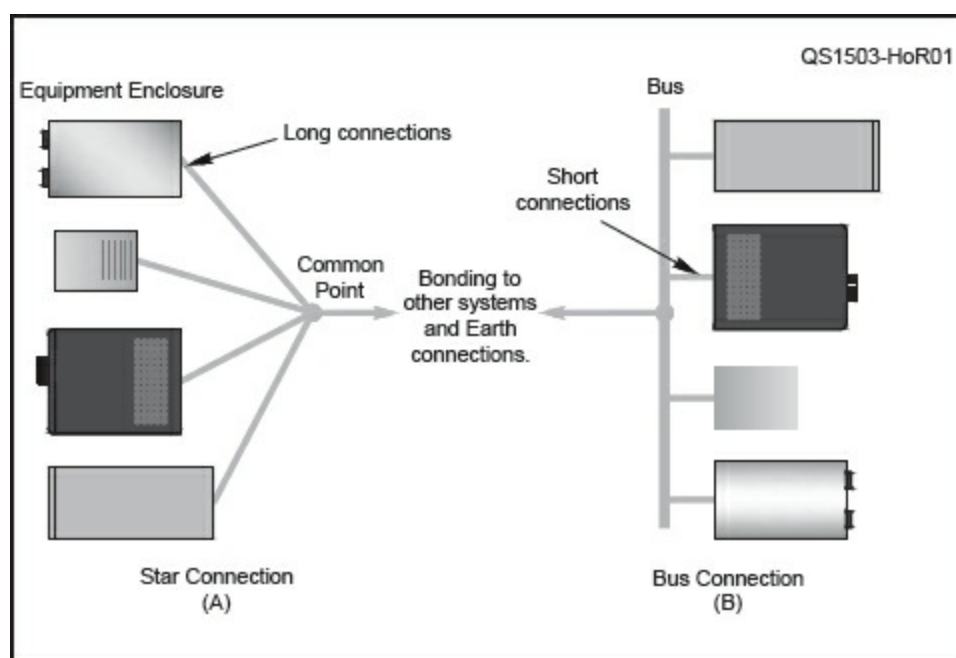 QS1503-HoR01
Equipment Enclosure
Long connections
Common
Point
Bonding to
other systems
and Earth
connections.
Bus
Short
connections
Star Connection
(A)
Bus Connection
(B)